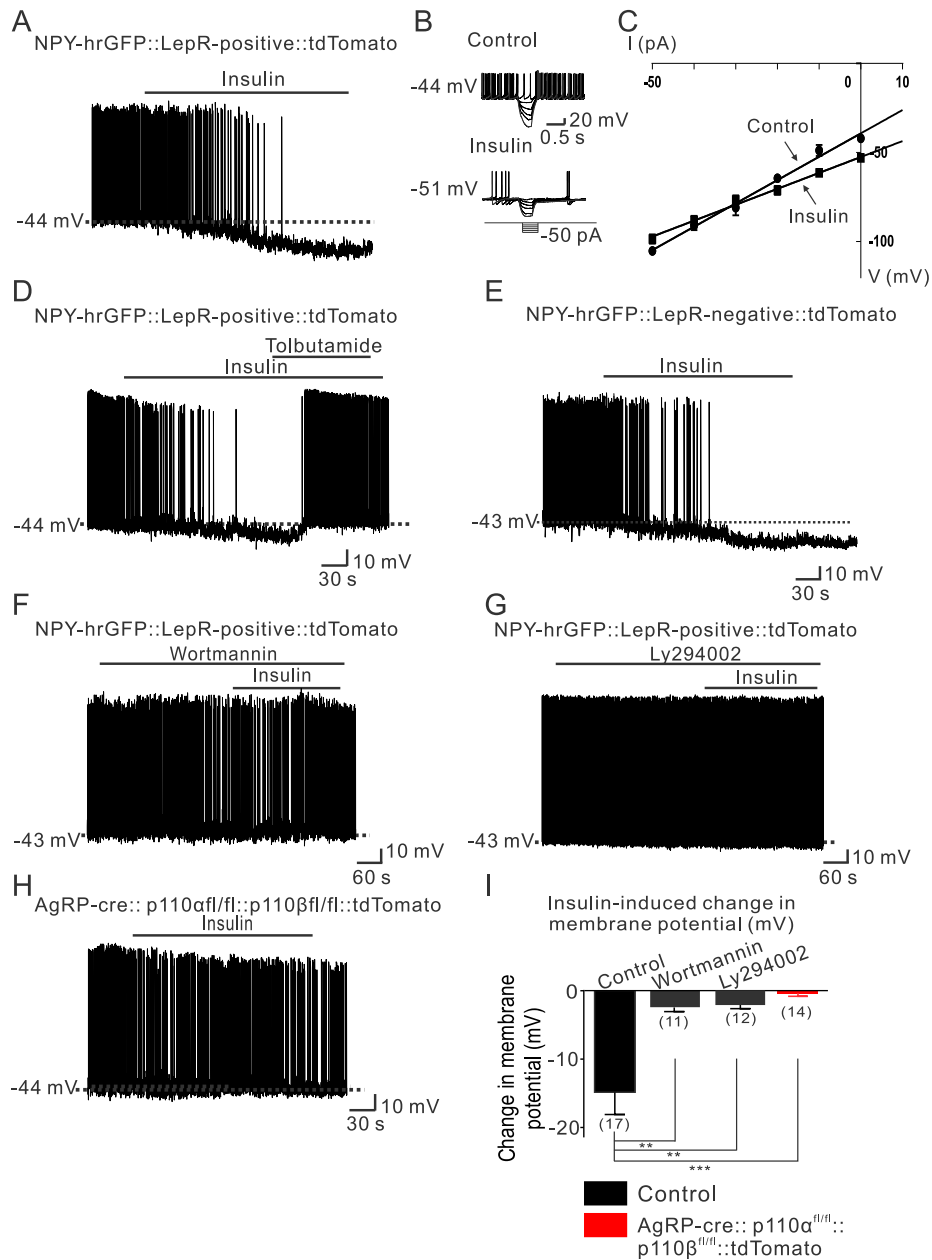 A
NPY-hrGFP::LepR-positive::tdTomato
Insulin
-44 mV
B
Control
-44 mV
20 mV
0.5 s
Insulin
-51 mV
-50 pA
C
I (pA)
-50
0
10
Control
-50
Insulin
-100
V (mV)
D
NPY-hrGFP::LepR-positive::tdTomato
Tolbutamide
Insulin
-44 mV
10 mV
30 s
E
NPY-hrGFP::LepR-negative::tdTomato
Insulin
-43 mV
10 mV
30 s
F
NPY-hrGFP::LepR-positive::tdTomato
Wortmannin
Insulin
-43 mV
10 mV
60 s
G
NPY-hrGFP::LepR-positive::tdTomato
Ly294002
Insulin
-43 mV
10 mV
60 s
H
AgRP-cre:: p110αfl/fl::p110βfl/fl::tdTomato
Insulin
-44 mV
10 mV
30 s
I
Insulin-induced change in
membrane potential (mV)
Control
Wortmannin
Ly294002
Change in membrane
potential (mV)
0
-10
-20
(17)
(11)
(12)
(14)
**
**
***
Control
AgRP-cre:: p110α fl/fl::
p110β fl/fl::tdTomato